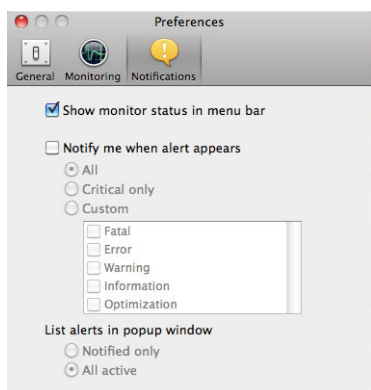 Preferences
General Monitoring Notifications
Show monitor status in menu bar
Notify me when alert appears
All
Critical only
Custom
Fatal
Error
Warning
Information
Optimization
List alerts in popup window
Notified only
All active